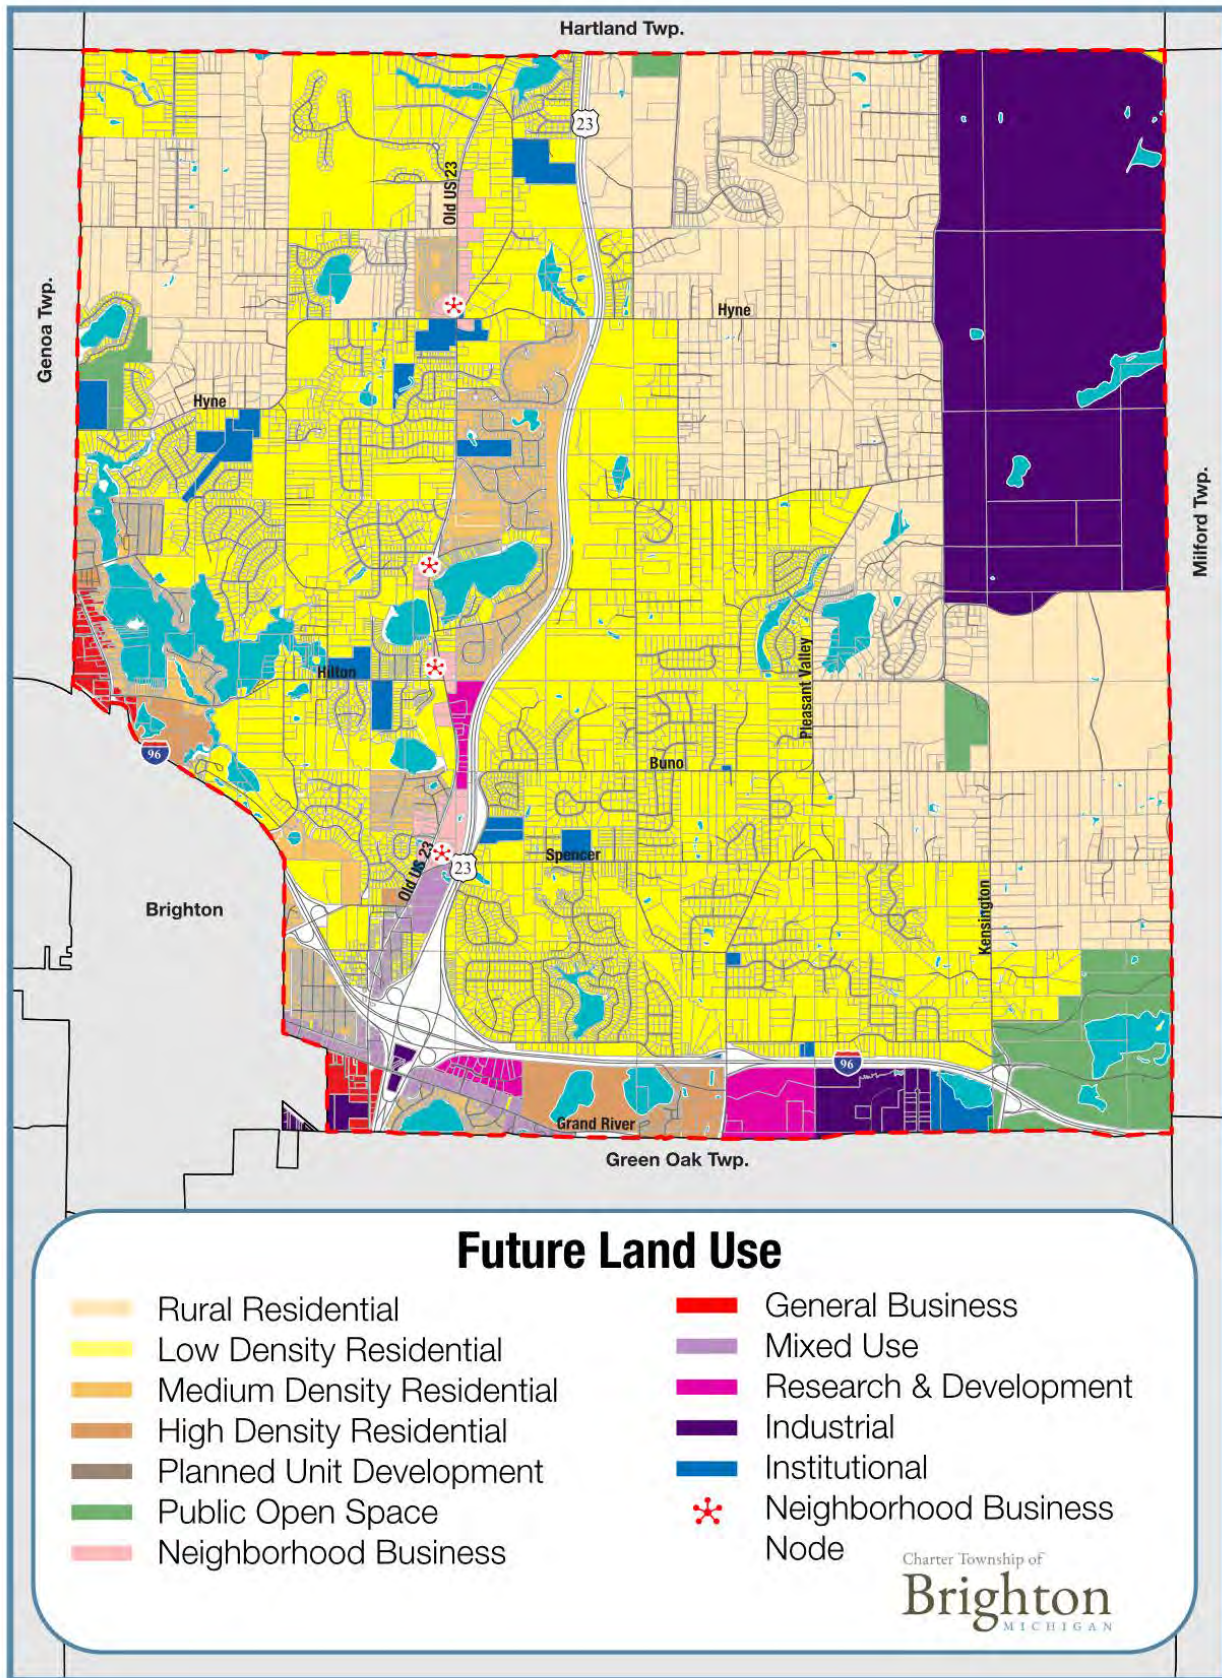 Hartland Twp.
23
Old US 23
Genoa Twp.
Hyne
Hyne
Milford Twp.
Pleasant Valley
Hilton
96
Buno
Old US 23
23
Spencer
Kensington
Brighton
96
Grand River
Green Oak Twp.
Future Land Use
Rural Residential
Low Density Residential
Medium Density Residential
High Density Residential
Planned Unit Development
Public Open Space
Neighborhood Business
General Business
Mixed Use
Research & Development
Industrial
Institutional
Neighborhood Business
Node
Charter Township of
Brighton
MICHIGAN